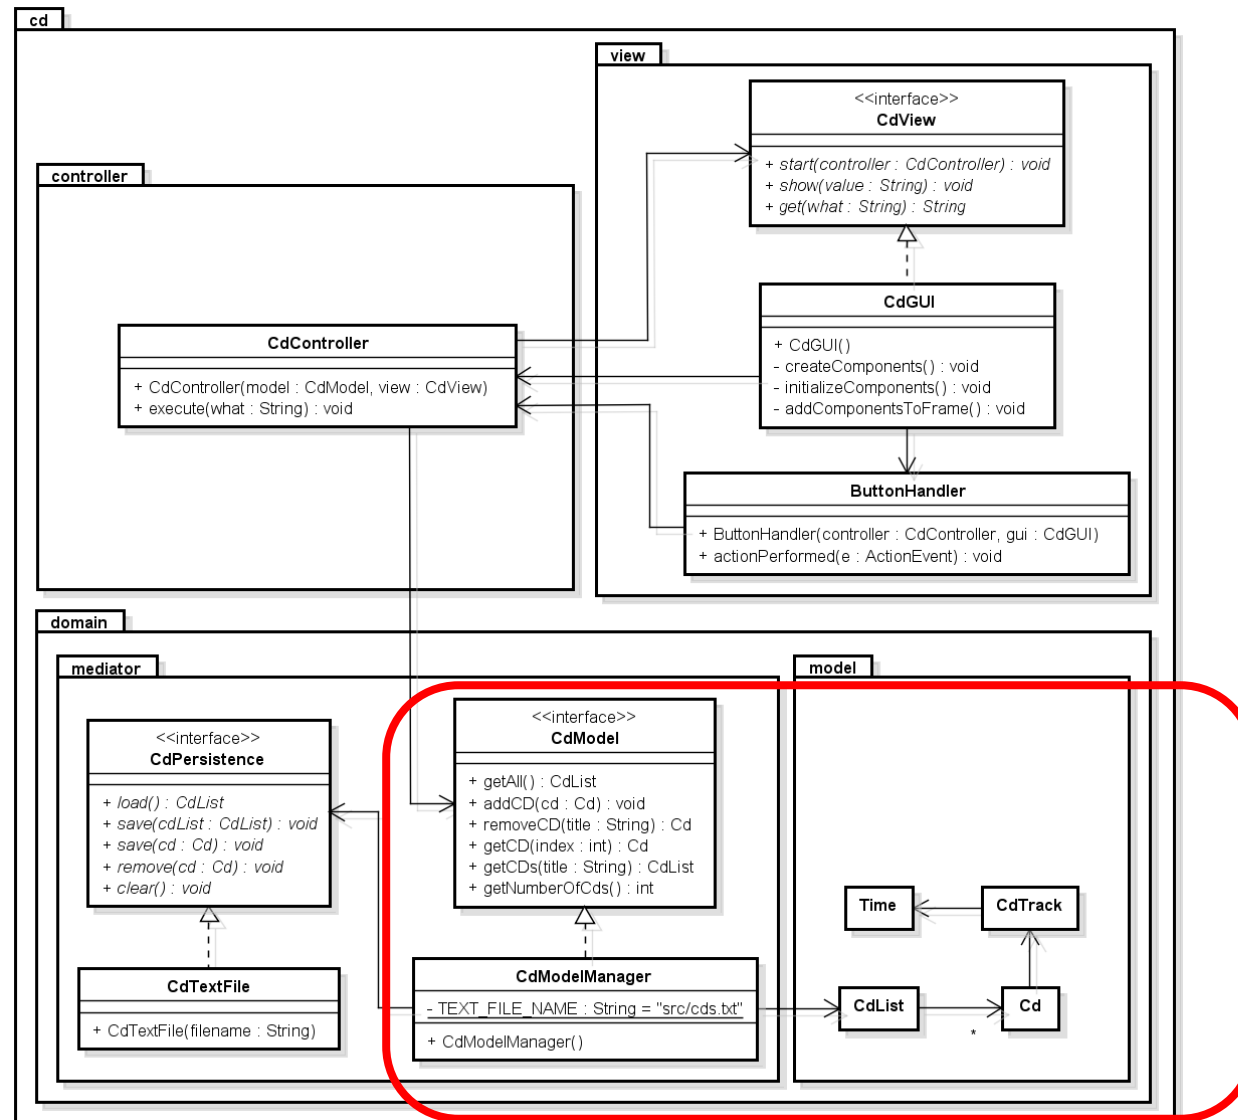 cd
view
<<interface>>
CdView
+ start(controller : CdController) : void
+ show(value : String) : void
+ get(what : String) : String
controller
CdController
+ CdController(model : CdModel, view : CdView)
+ execute(what : String) : void
CdGUI
+ CdGUI()
- createComponents() : void
- initializeComponents() : void
- addComponentsToFrame() : void
ButtonHandler
+ ButtonHandler(controller : CdController, gui : CdGUI)
+ actionPerformed(e : ActionEvent) : void
domain
mediator
<<interface>>
CdPersistence
+ load() : CdList
+ save(cdList : CdList) : void
+ save(cd : Cd) : void
+ remove(cd : Cd) : void
+ clear() : void
CdTextFile
+ CdTextFile(filename : String)
<<interface>>
CdModel
+ getAll() : CdList
+ addCD(cd : Cd) : void
+ removeCD(title : String) : Cd
+ getCD(index : int) : Cd
+ getCDs(title : String) : CdList
+ getNumberOfCds() : int
CdModelManager
- TEXT_FILE_NAME : String = "src/cds.txt"
+ CdModelManager()
model
Time
CdTrack
CdList
Cd
*